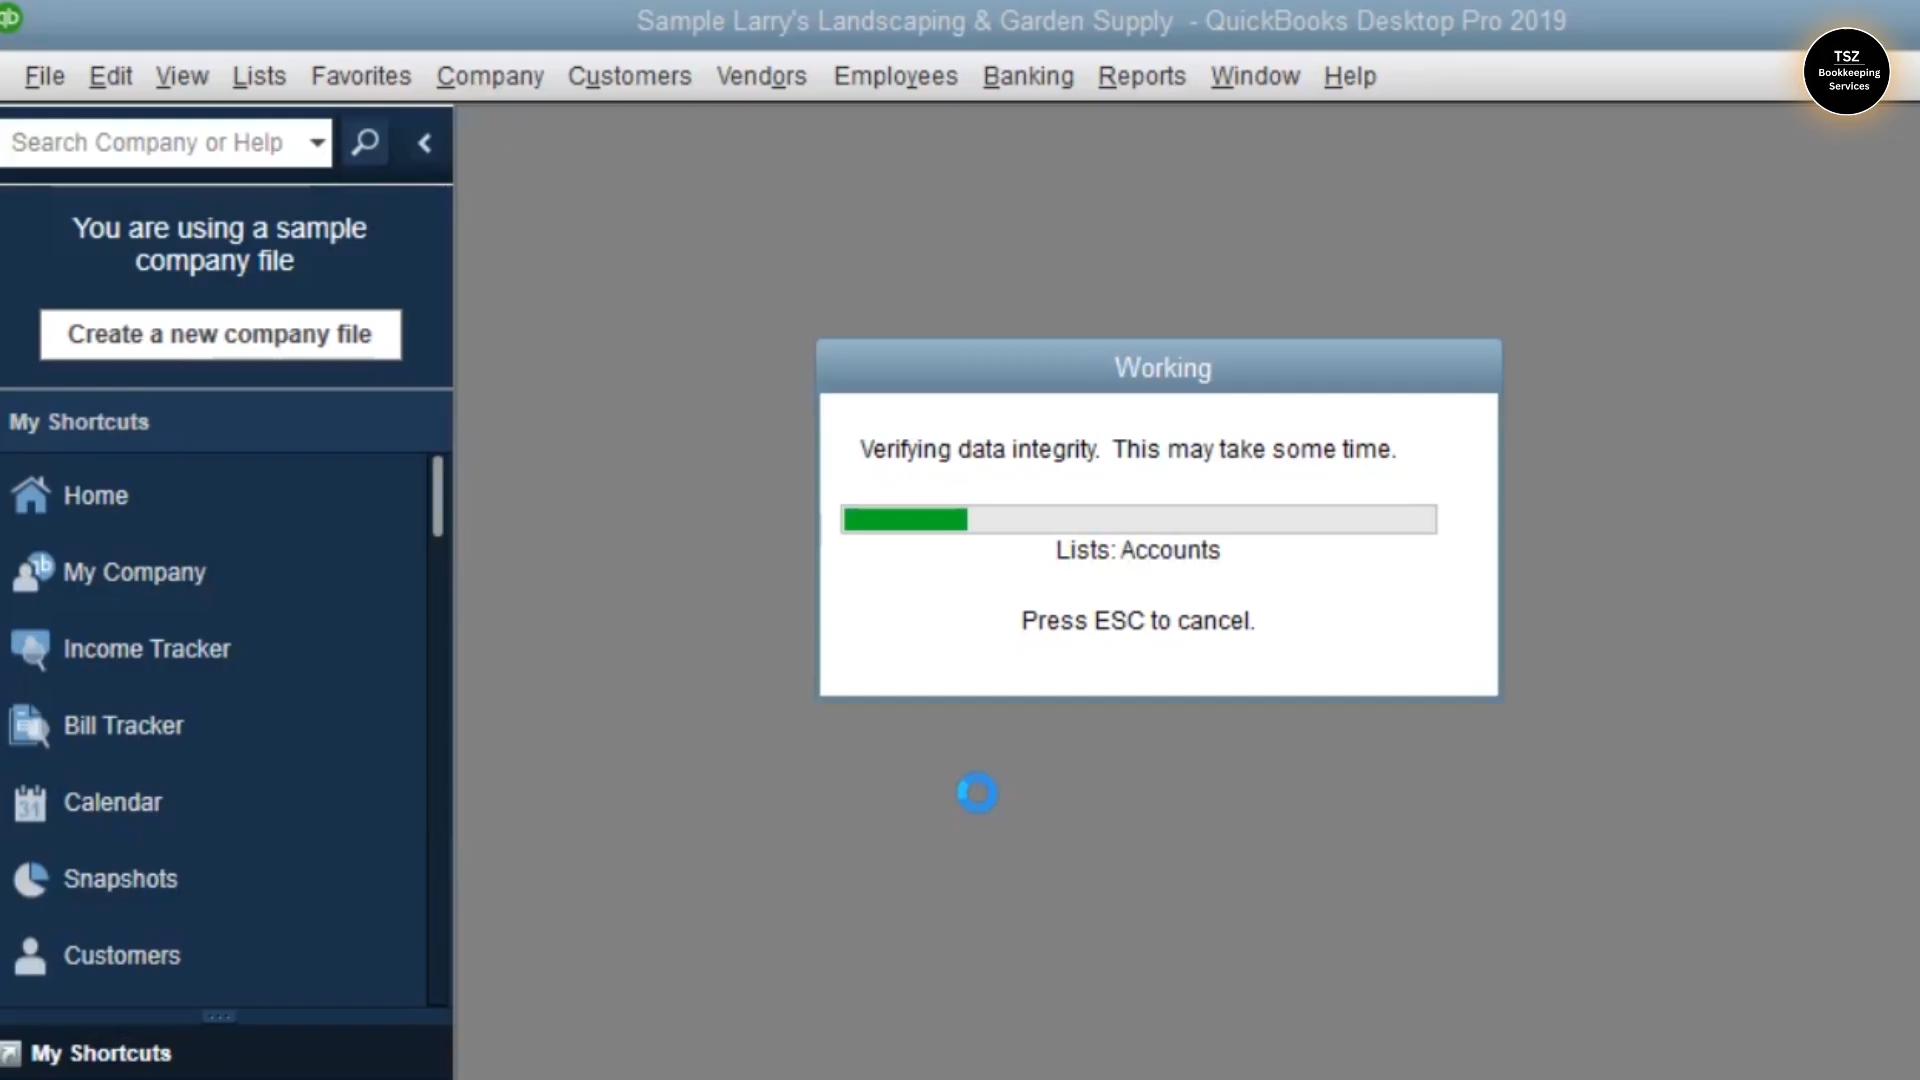 qb
Sample Larry's Landscaping & Garden Supply - QuickBooks Desktop Pro 2019
File Edit View Lists Favorites Company Customers Vendors Employees Banking Reports Window Help
TSZ
Bookkeeping
Services
Search Company or Help
You are using a sample
company file
Create a new company file
My Shortcuts
Home
My Company
Income Tracker
Bill Tracker
31
Calendar
Snapshots
Customers
My Shortcuts
Working
Verifying data integrity. This may take some time.
Lists: Accounts
Press ESC to cancel.